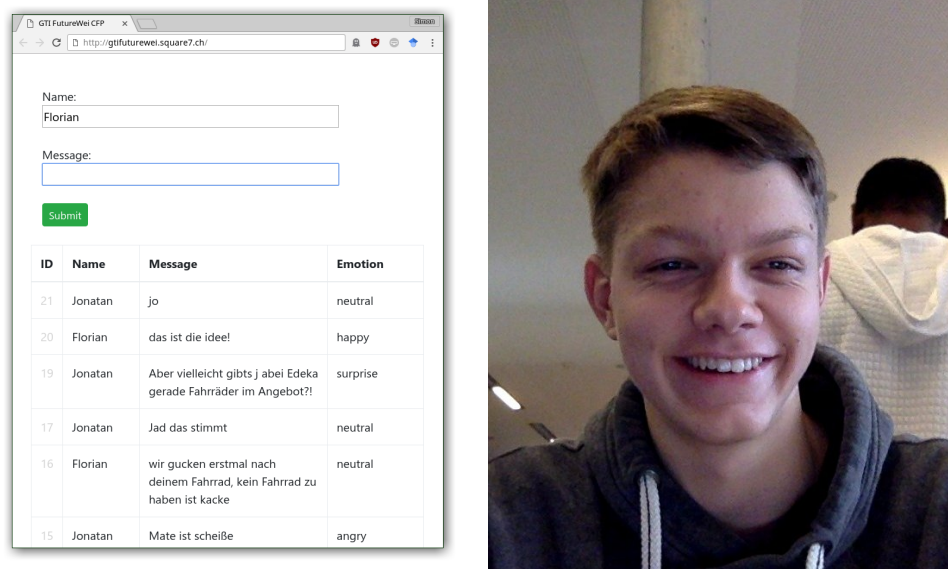 GTI FutureWei CFP
Simon
http://gtifuturewei.square7.ch/
Name:
Florian
Message:
Submit
ID Name Message Emotion
21 Jonatan jo neutral
20 Florian das ist die idee! happy
19 Jonatan Aber vielleicht gibts j abei Edeka surprise
gerade Fahrräder im Angebot?!
17 Jonatan Jad das stimmt neutral
16 Florian wir gucken erstmal nach neutral
deinem Fahrrad, kein Fahrrad zu
haben ist kacke
15 Jonatan Mate ist scheiße angry